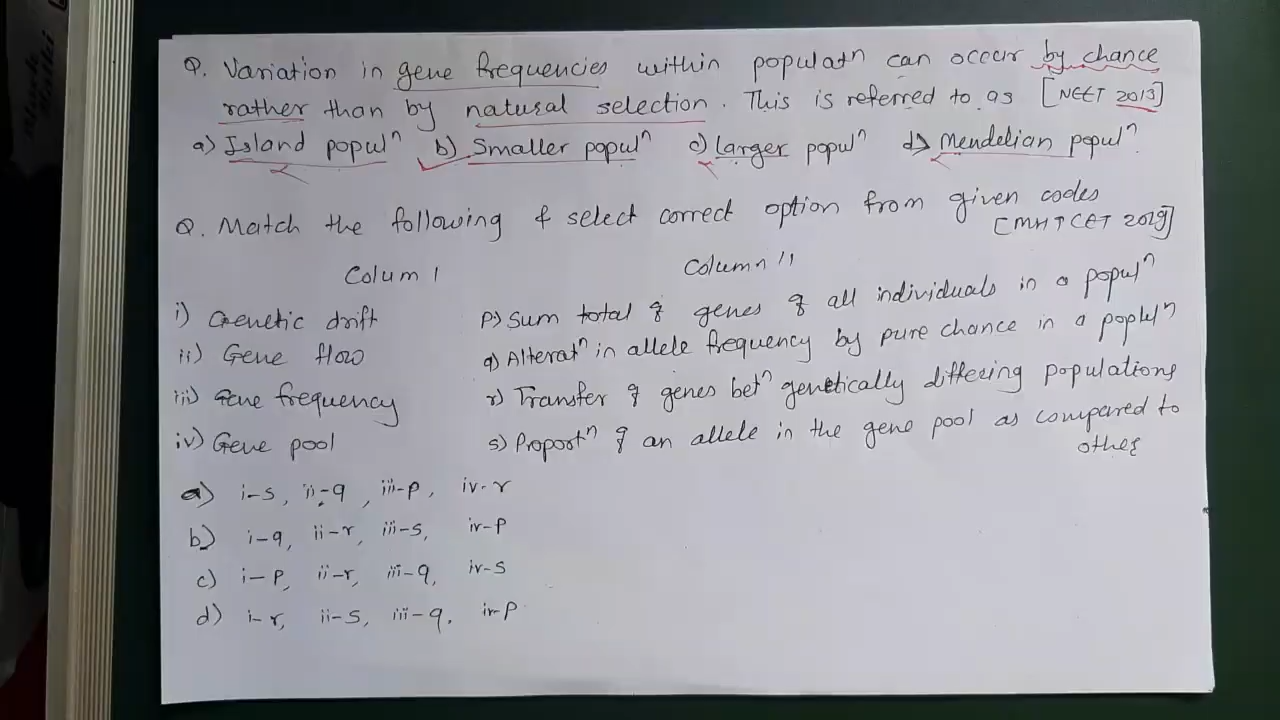 Q. Variation in gene frequencies within populatn can occur by chance
rather than by natural selection. This is referred to as [NEET 2013]
a) Island populn b) Smaller populn c) Larger populn d) Mendelian populn.
Q. Match the following & select correct option from given codes
[MHT CET 2019]
Colum I Column II
i) Genetic drift p) Sum total of genes of all individuals in a populn
ii) Gene flow q) Alteratn in allele frequency by pure chance in a popln
iii) Gene frequency r) Transfer of genes betn genetically differing populations
iv) Gene pool s) Proportn of an allele in the gene pool as compared to
other
a) i-s, ii-q, iii-p, iv-r
b) i-q, ii-r, iii-s, iv-p
c) i-p, ii-r, iii-q, iv-s
d) i-r, ii-s, iii-q. iv-p